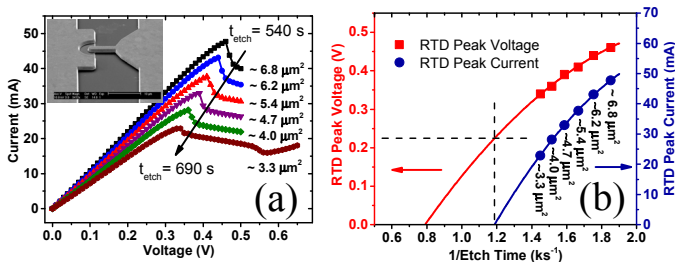 t_etch = 540 s
~ 6.8 μm²
~ 6.2 μm²
~ 5.4 μm²
~ 4.7 μm²
~ 4.0 μm²
~ 3.3 μm²
t_etch = 690 s
(a)
Current (mA)
50
40
30
20
10
0
0.0 0.1 0.2 0.3 0.4 0.5 0.6 0.7
Voltage (V)
RTD Peak Voltage
RTD Peak Current
RTD Peak Voltage (V)
0.5
0.4
0.3
0.2
0.1
0.0
RTD Peak Current (mA)
60
50
40
30
20
10
0
~ 6.8 μm²
~6.2 μm²
~5.4 μm²
~4.7 μm²
~4.0 μm²
~3.3 μm²
(b)
0.6 0.8 1.0 1.2 1.4 1.6 1.8 2.0
1/Etch Time (ks⁻¹)